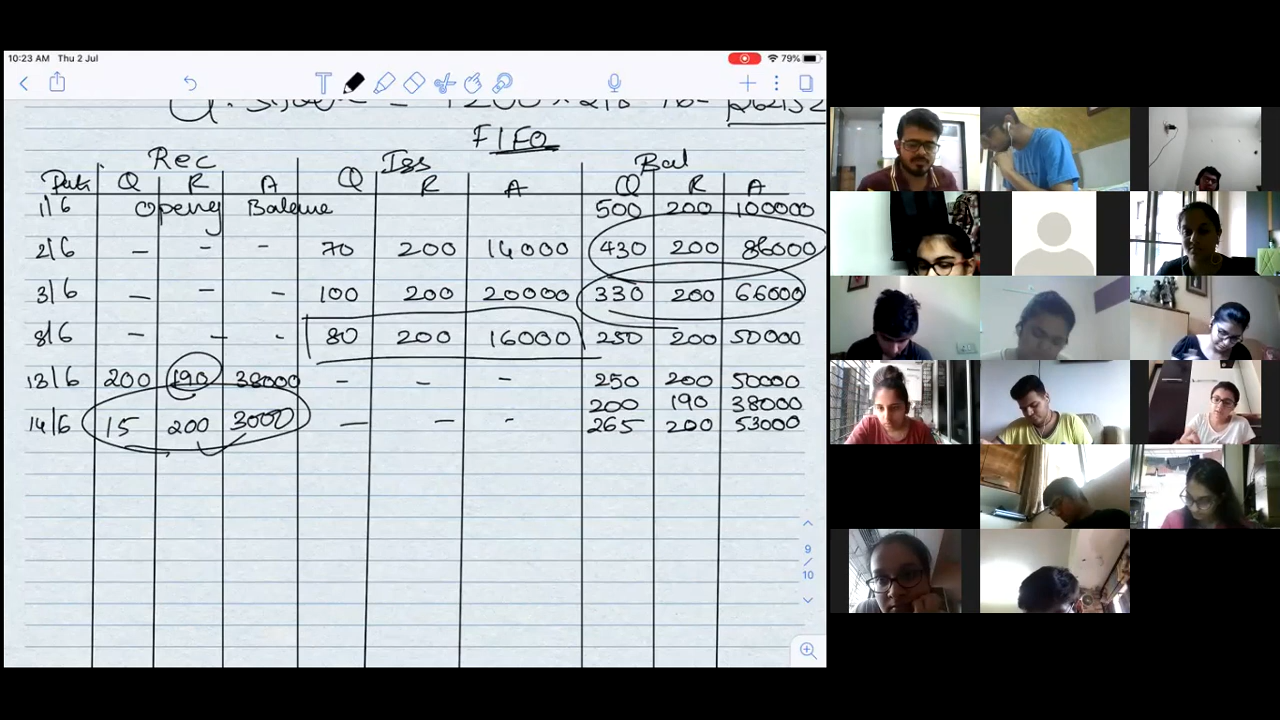 10:23 AM Thu 2 Jul 79%
T
= 1200 × 210
FIFO
Rec Iss Bal
Date Q R A Q R A Q R A
1/6 Opening Balance 500 200 100000
2/6 - - - 70 200 14000 430 200 86000
3/6 - - - 100 200 20000 330 200 66000
8/6 - - - 80 200 16000 250 200 50000
13/6 200 190 38000 - - - 250 200 50000
200 190 38000
14/6 15 200 3000 - - - 265 200 53000
9
/
10